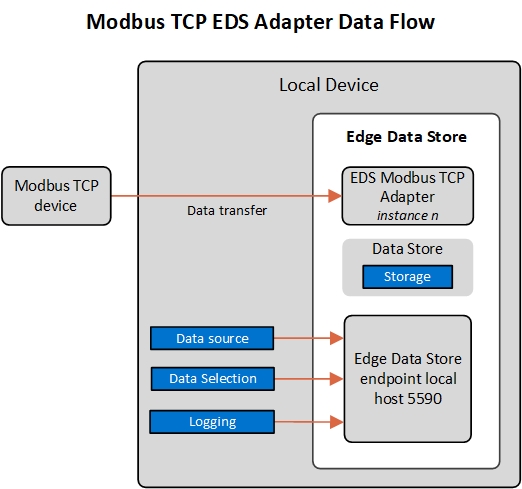 Modbus TCP EDS Adapter Data Flow
Local Device
Edge Data Store
Modbus TCP
device
Data transfer
EDS Modbus TCP
Adapter
instance n
Data Store
Storage
Data source
Data Selection
Logging
Edge Data Store
endpoint local
host 5590